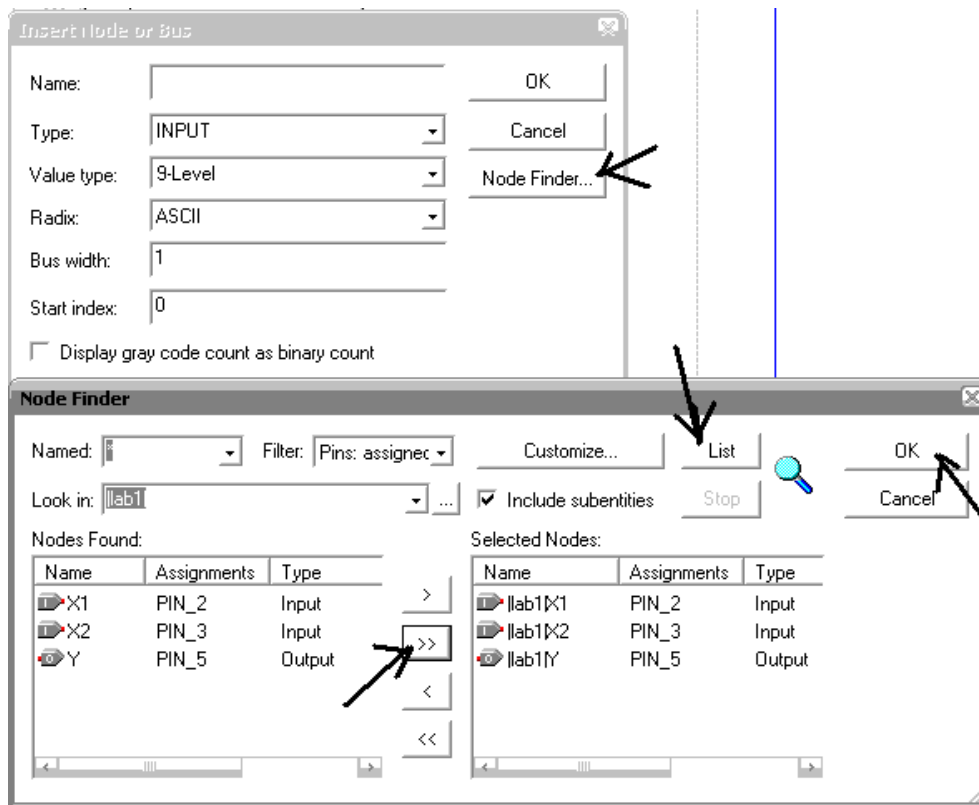 Insert Node or Bus
Name:
OK
Type: INPUT
Cancel
Value type: 9-Level
Node Finder...
Radix: ASCII
Bus width: 1
Start index: 0
Display gray code count as binary count
Node Finder
Named: * Filter: Pins: assigned Customize... List OK
Look in: |lab1| ... Include subentities Stop Cancel
Nodes Found: Selected Nodes:
Name Assignments Type Name Assignments Type
X1 PIN_2 Input > |lab1|X1 PIN_2 Input
X2 PIN_3 Input >> |lab1|X2 PIN_3 Input
Y PIN_5 Output |lab1|Y PIN_5 Output
<
<<